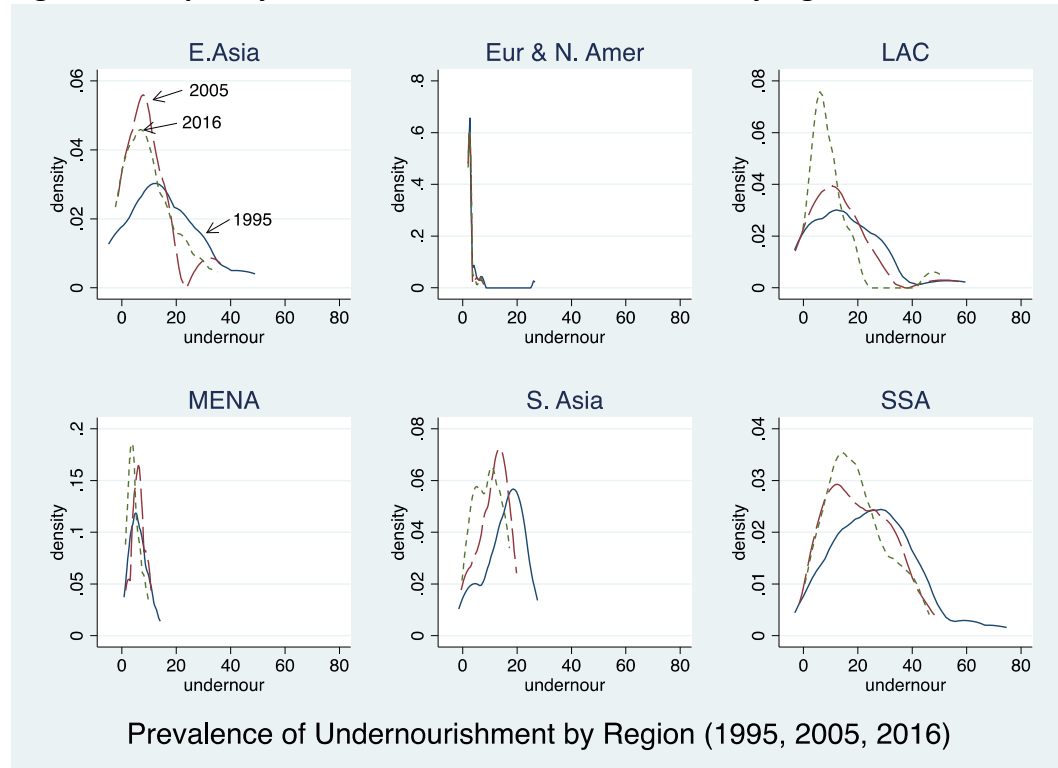 E.Asia
density
.06
.04
.02
0
2005
2016
1995
0 20 40 60 80
undernour
Eur & N. Amer
density
.8
.6
.4
.2
0
0 20 40 60 80
undernour
LAC
density
.08
.06
.04
.02
0
0 20 40 60 80
undernour
MENA
density
.2
.15
.1
.05
0
0 20 40 60 80
undernour
S. Asia
density
.08
.06
.04
.02
0
0 20 40 60 80
undernour
SSA
density
.04
.03
.02
.01
0
0 20 40 60 80
undernour
Prevalence of Undernourishment by Region (1995, 2005, 2016)